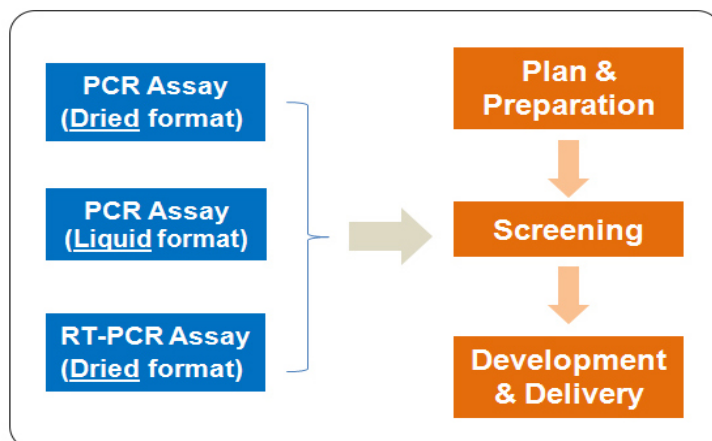 PCR Assay
(Dried format)
PCR Assay
(Liquid format)
RT-PCR Assay
(Dried format)
Plan &
Preparation
Screening
Development
& Delivery